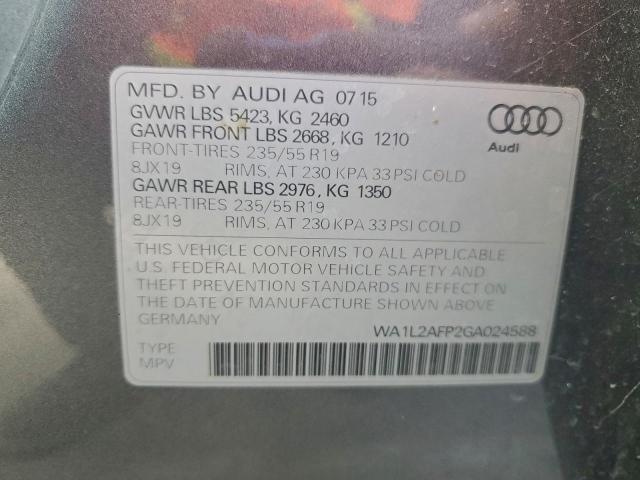 MFD. BY AUDI AG 07 15
GVWR LBS 5423, KG 2460
GAWR FRONT LBS 2668, KG 1210
FRONT-TIRES 235/55 R19
8JX19 RIMS, AT 230 KPA 33 PSI COLD
GAWR REAR LBS 2976, KG 1350
REAR-TIRES 235/55 R19
8JX19 RIMS, AT 230 KPA 33 PSI COLD
Audi
THIS VEHICLE CONFORMS TO ALL APPLICABLE
U.S. FEDERAL MOTOR VEHICLE SAFETY AND
THEFT PREVENTION STANDARDS IN EFFECT ON
THE DATE OF MANUFACTURE SHOWN ABOVE
GERMANY
WA1L2AFP2GA024588
TYPE
MPV